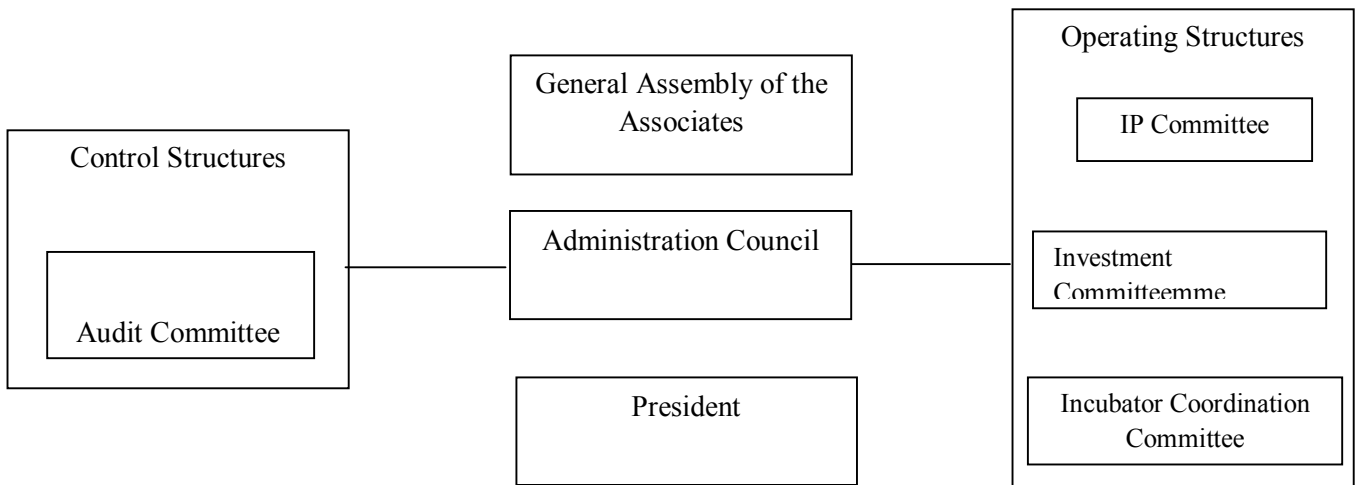 Control Structures
Audit Committee
General Assembly of the
Associates
Administration Council
President
Operating Structures
IP Committee
Investment
Committeemme
Incubator Coordination
Committee